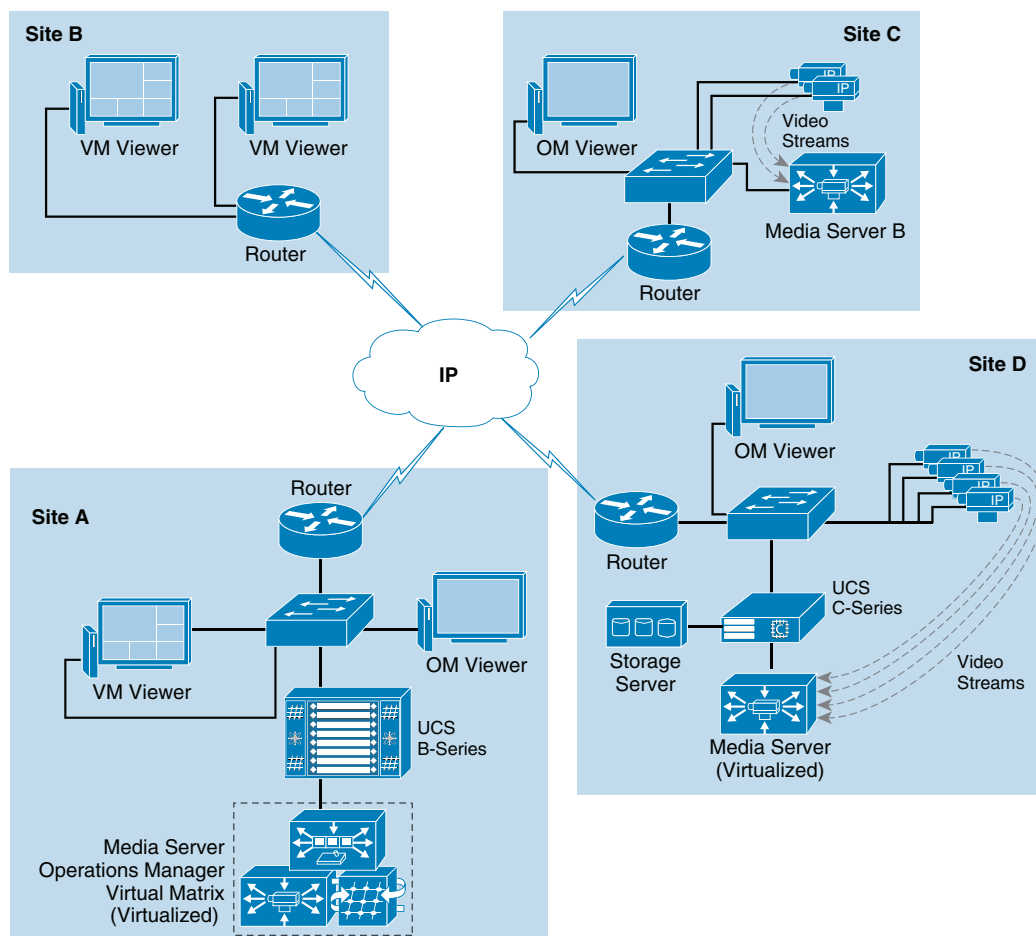 Site B
VM Viewer
VM Viewer
Router
Site C
IP
IP
OM Viewer
Video
Streams
Media Server B
Router
IP
Site D
OM Viewer
IP
IP
IP
IP
Router
UCS
C-Series
Storage
Server
Video
Streams
Media Server
(Virtualized)
Site A
Router
VM Viewer
OM Viewer
UCS
B-Series
Media Server
Operations Manager
Virtual Matrix
(Virtualized)